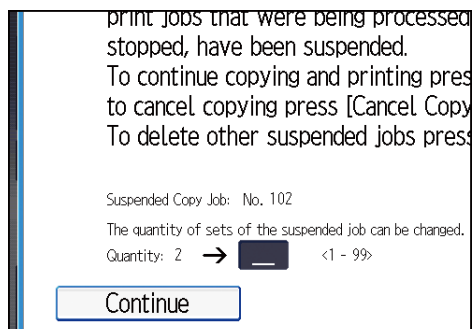 print jobs that were being processed
stopped, have been suspended.
To continue copying and printing pres
to cancel copying press [Cancel Copy
To delete other suspended jobs press
Suspended Copy Job: No. 102
The quantity of sets of the suspended job can be changed.
Quantity: 2 → _ <1 - 99>
Continue